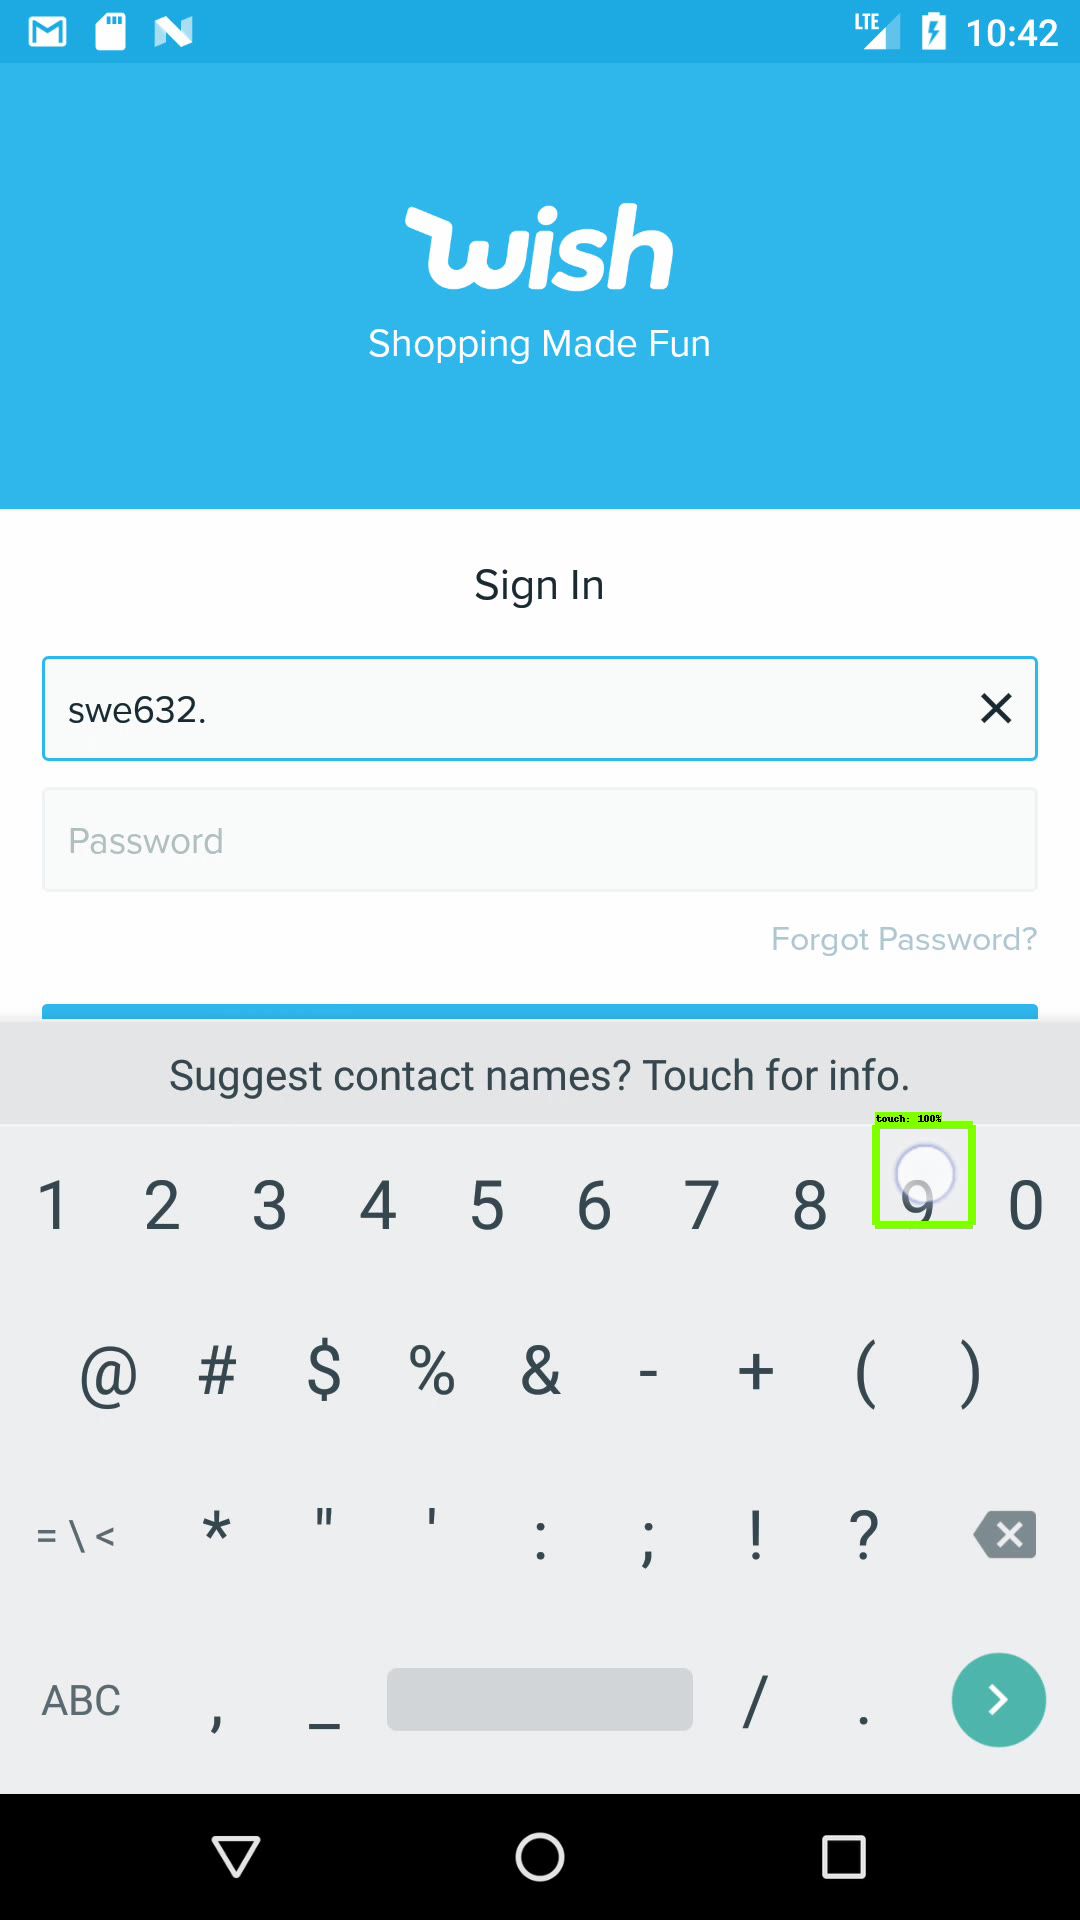 LTE 10:42
wish
Shopping Made Fun
Sign In
swe632.
Password
Forgot Password?
Suggest contact names? Touch for info.
touch: 100%
1 2 3 4 5 6 7 8 9 0
@ # $ % & - + ( )
= \ < * " ' : ; ! ?
ABC , _ / .